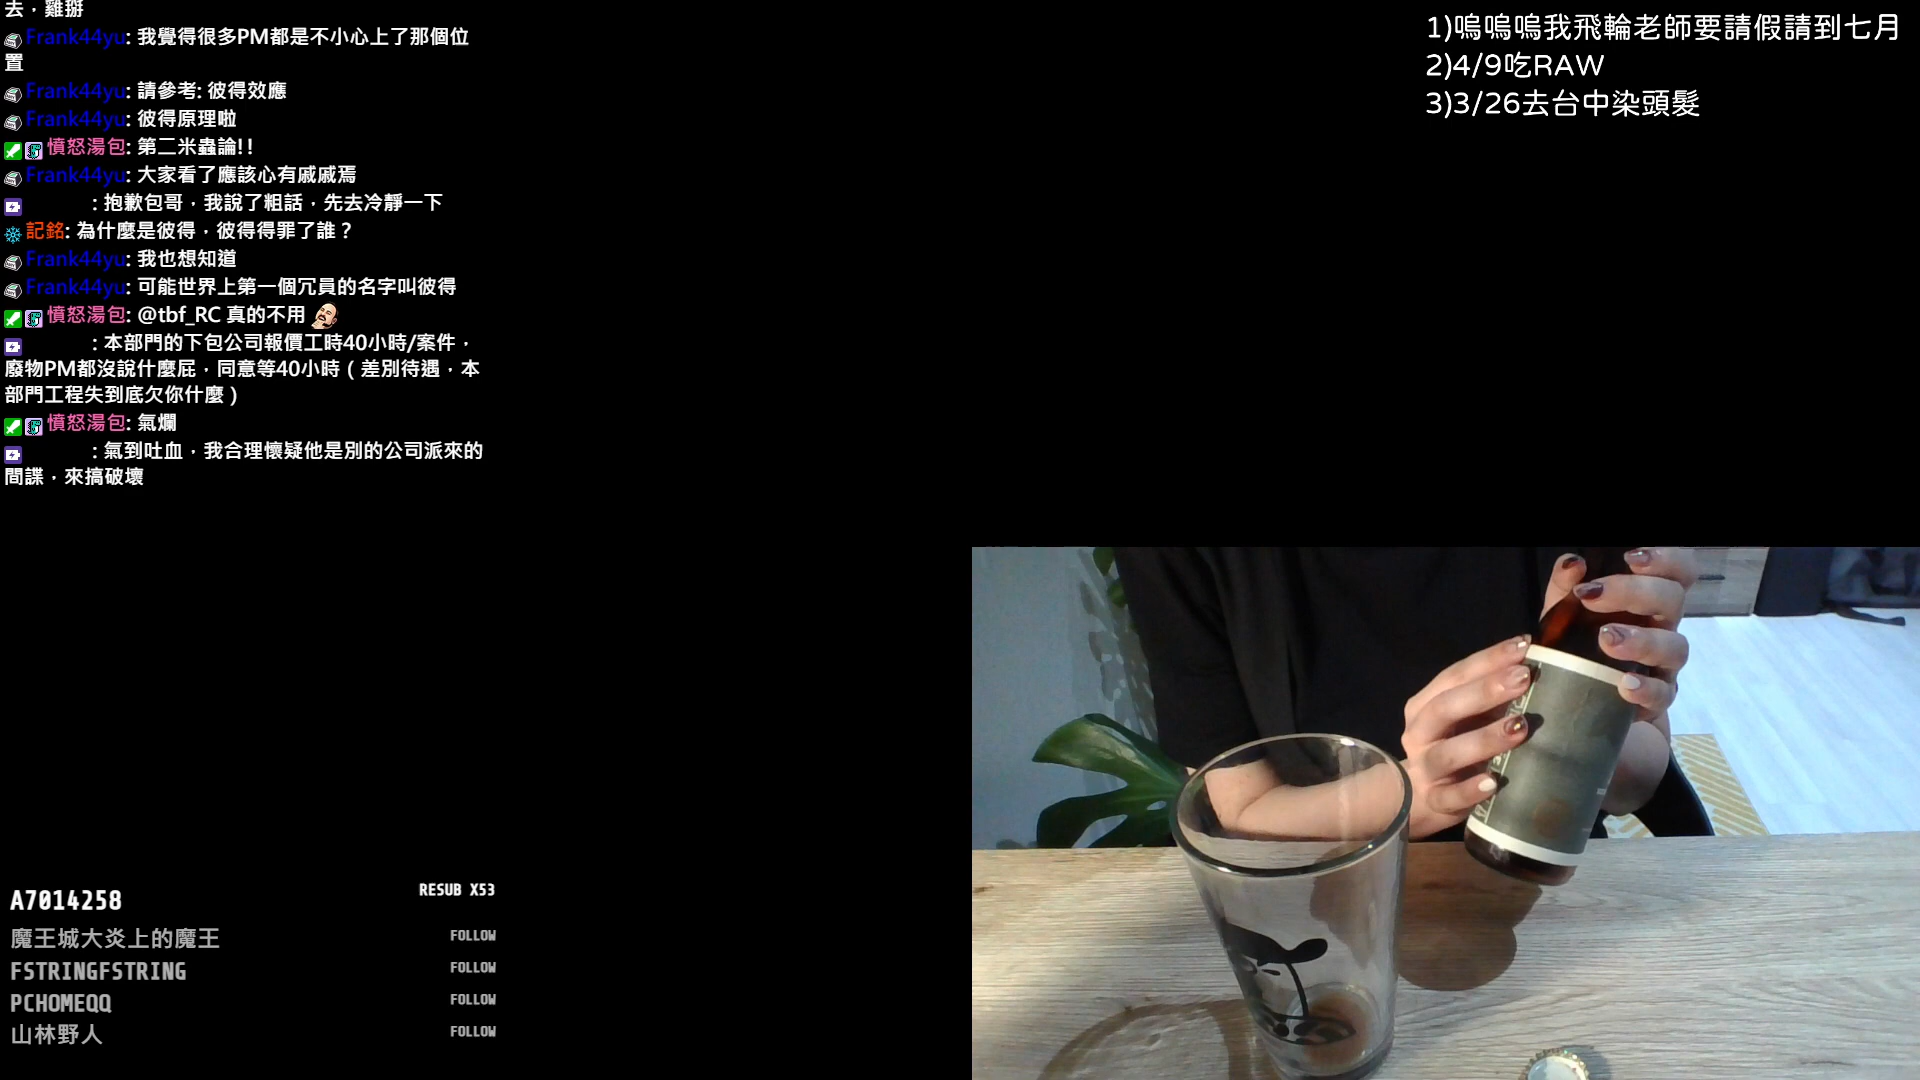 去，雞掰
Frank44yu: 我覺得很多PM都是不小心上了那個位
置
Frank44yu: 請參考: 彼得效應
Frank44yu: 彼得原理啦
憤怒湯包: 第二米蟲論!!
Frank44yu: 大家看了應該心有戚戚焉
: 抱歉包哥，我說了粗話，先去冷靜一下
記銘: 為什麼是彼得，彼得得罪了誰？
Frank44yu: 我也想知道
Frank44yu: 可能世界上第一個冗員的名字叫彼得
憤怒湯包: @tbf_RC 真的不用
: 本部門的下包公司報價工時40小時/案件，
廢物PM都沒說什麼屁，同意等40小時（差別待遇，本
部門工程失到底欠你什麼）
憤怒湯包: 氣爛
: 氣到吐血，我合理懷疑他是別的公司派來的
間諜，來搞破壞
1)嗚嗚嗚我飛輪老師要請假請到七月
2)4/9吃RAW
3)3/26去台中染頭髮
A7014258 RESUB X53
魔王城大炎上的魔王 FOLLOW
FSTRINGFSTRING FOLLOW
PCHOMEQQ FOLLOW
山林野人 FOLLOW